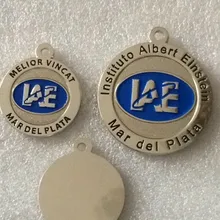 MELIOR VINCAT
IAE
MAR DEL PLATA
Instituto Albert Einstein
IAE
Mar del Plata